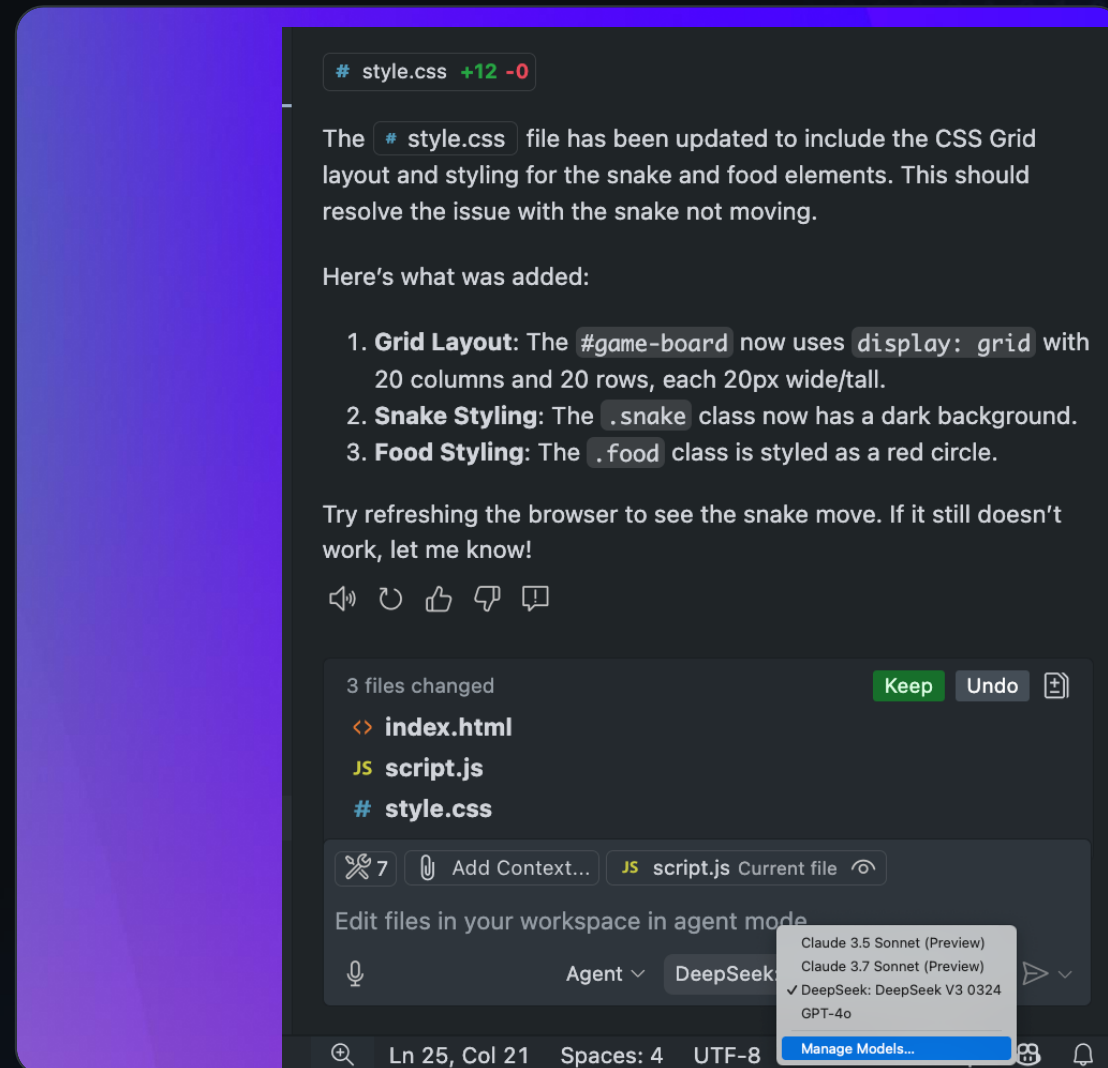 # style.css +12 -0
The # style.css file has been updated to include the CSS Grid
layout and styling for the snake and food elements. This should
resolve the issue with the snake not moving.
Here’s what was added:
1. Grid Layout: The #game-board now uses display: grid with
20 columns and 20 rows, each 20px wide/tall.
2. Snake Styling: The .snake class now has a dark background.
3. Food Styling: The .food class is styled as a red circle.
Try refreshing the browser to see the snake move. If it still doesn’t
work, let me know!
3 files changed
Keep Undo
<> index.html
JS script.js
# style.css
7 Add Context... JS script.js Current file
Edit files in your workspace in agent mode
Agent DeepSeek:
Claude 3.5 Sonnet (Preview)
Claude 3.7 Sonnet (Preview)
✓ DeepSeek: DeepSeek V3 0324
GPT-4o
Manage Models...
Ln 25, Col 21 Spaces: 4 UTF-8